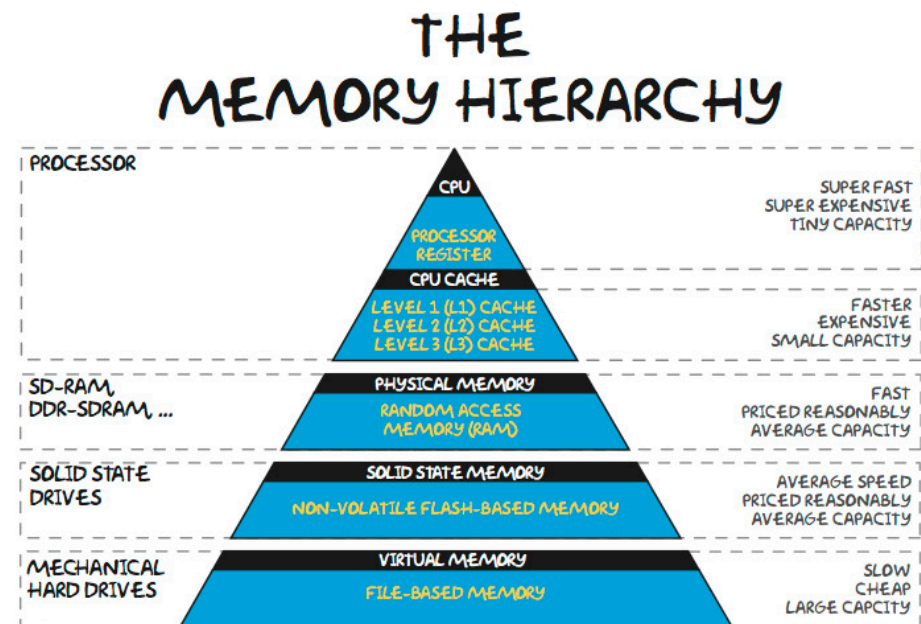 THE
MEMORY HIERARCHY
PROCESSOR
CPU
PROCESSOR
REGISTER
SUPER FAST
SUPER EXPENSIVE
TINY CAPACITY
CPU CACHE
LEVEL 1 (L1) CACHE
LEVEL 2 (L2) CACHE
LEVEL 3 (L3) CACHE
FASTER
EXPENSIVE
SMALL CAPACITY
SD-RAM,
DDR-SDRAM, ...
PHYSICAL MEMORY
RANDOM ACCESS
MEMORY (RAM)
FAST
PRICED REASONABLY
AVERAGE CAPACITY
SOLID STATE
DRIVES
SOLID STATE MEMORY
NON-VOLATILE FLASH-BASED MEMORY
AVERAGE SPEED
PRICED REASONABLY
AVERAGE CAPACITY
MECHANICAL
HARD DRIVES
VIRTUAL MEMORY
FILE-BASED MEMORY
SLOW
CHEAP
LARGE CAPCITY